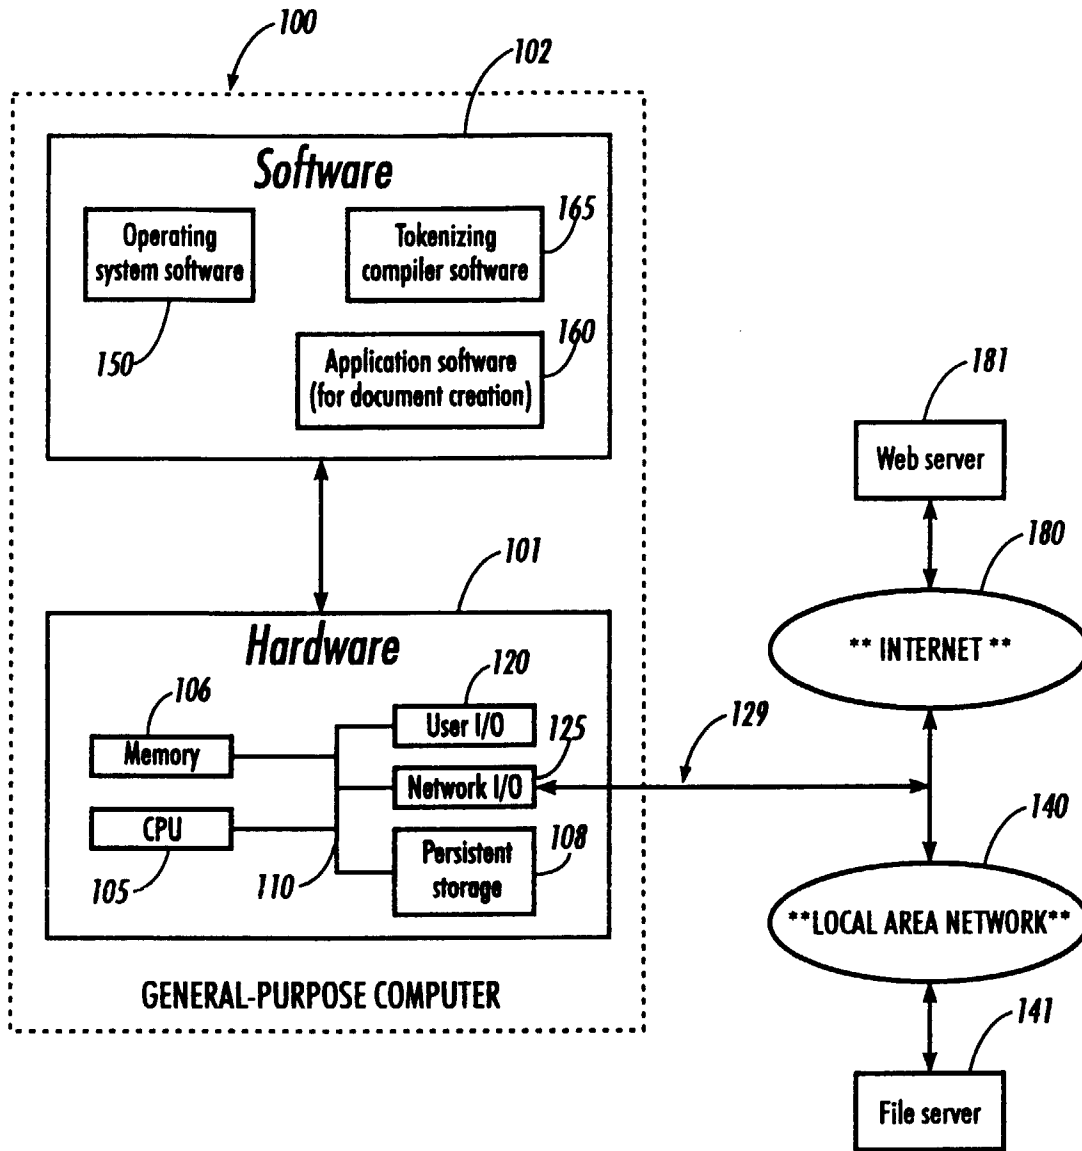 100
102
Software
165
Operating
system software
Tokenizing
compiler software
150
160
Application software
(for document creation)
181
Web server
101
180
Hardware
** INTERNET **
120
106
User I/O
129
125
Memory
Network I/O
140
CPU
108
Persistent
storage
105
110
**LOCAL AREA NETWORK**
GENERAL-PURPOSE COMPUTER
141
File server